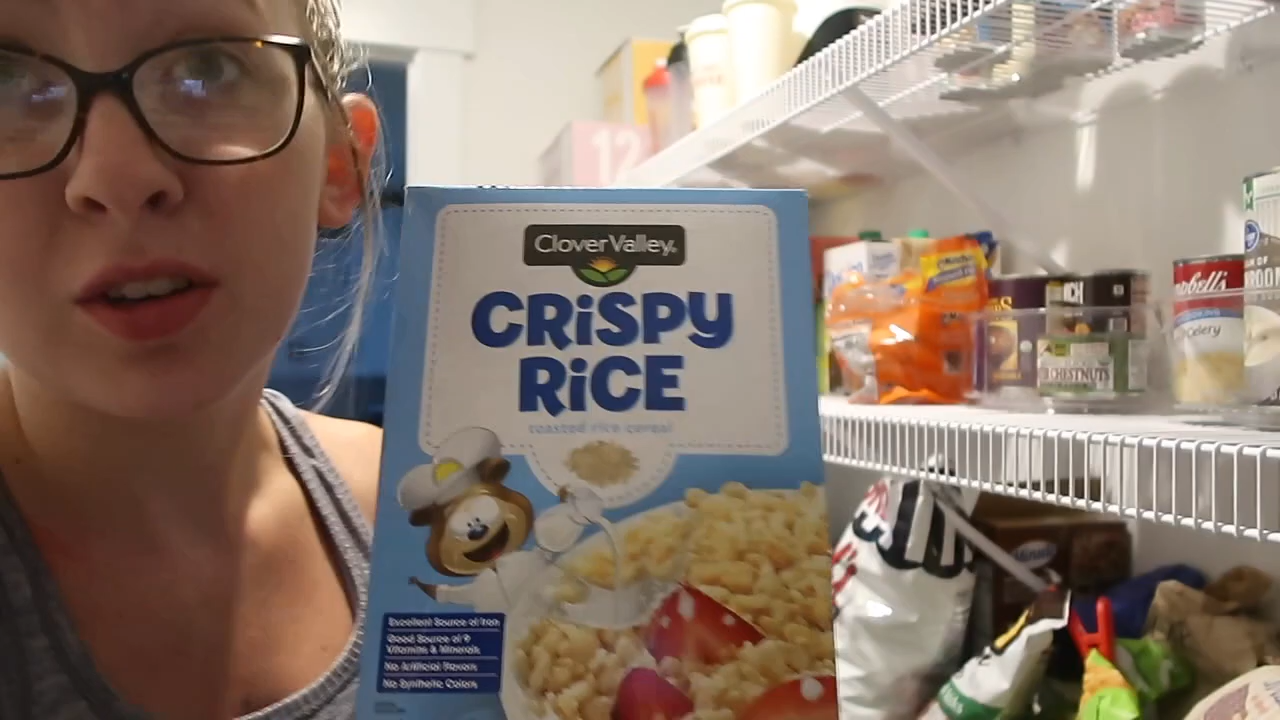 12
Clover Valley®
CRiSPY
RiCE
toasted rice cereal
Excellent Source of Iron
Good Source of 9
Vitamins & Minerals
No Artificial Flavors
No Synthetic Colors
Campbell's
Celery
CHESTNUTS